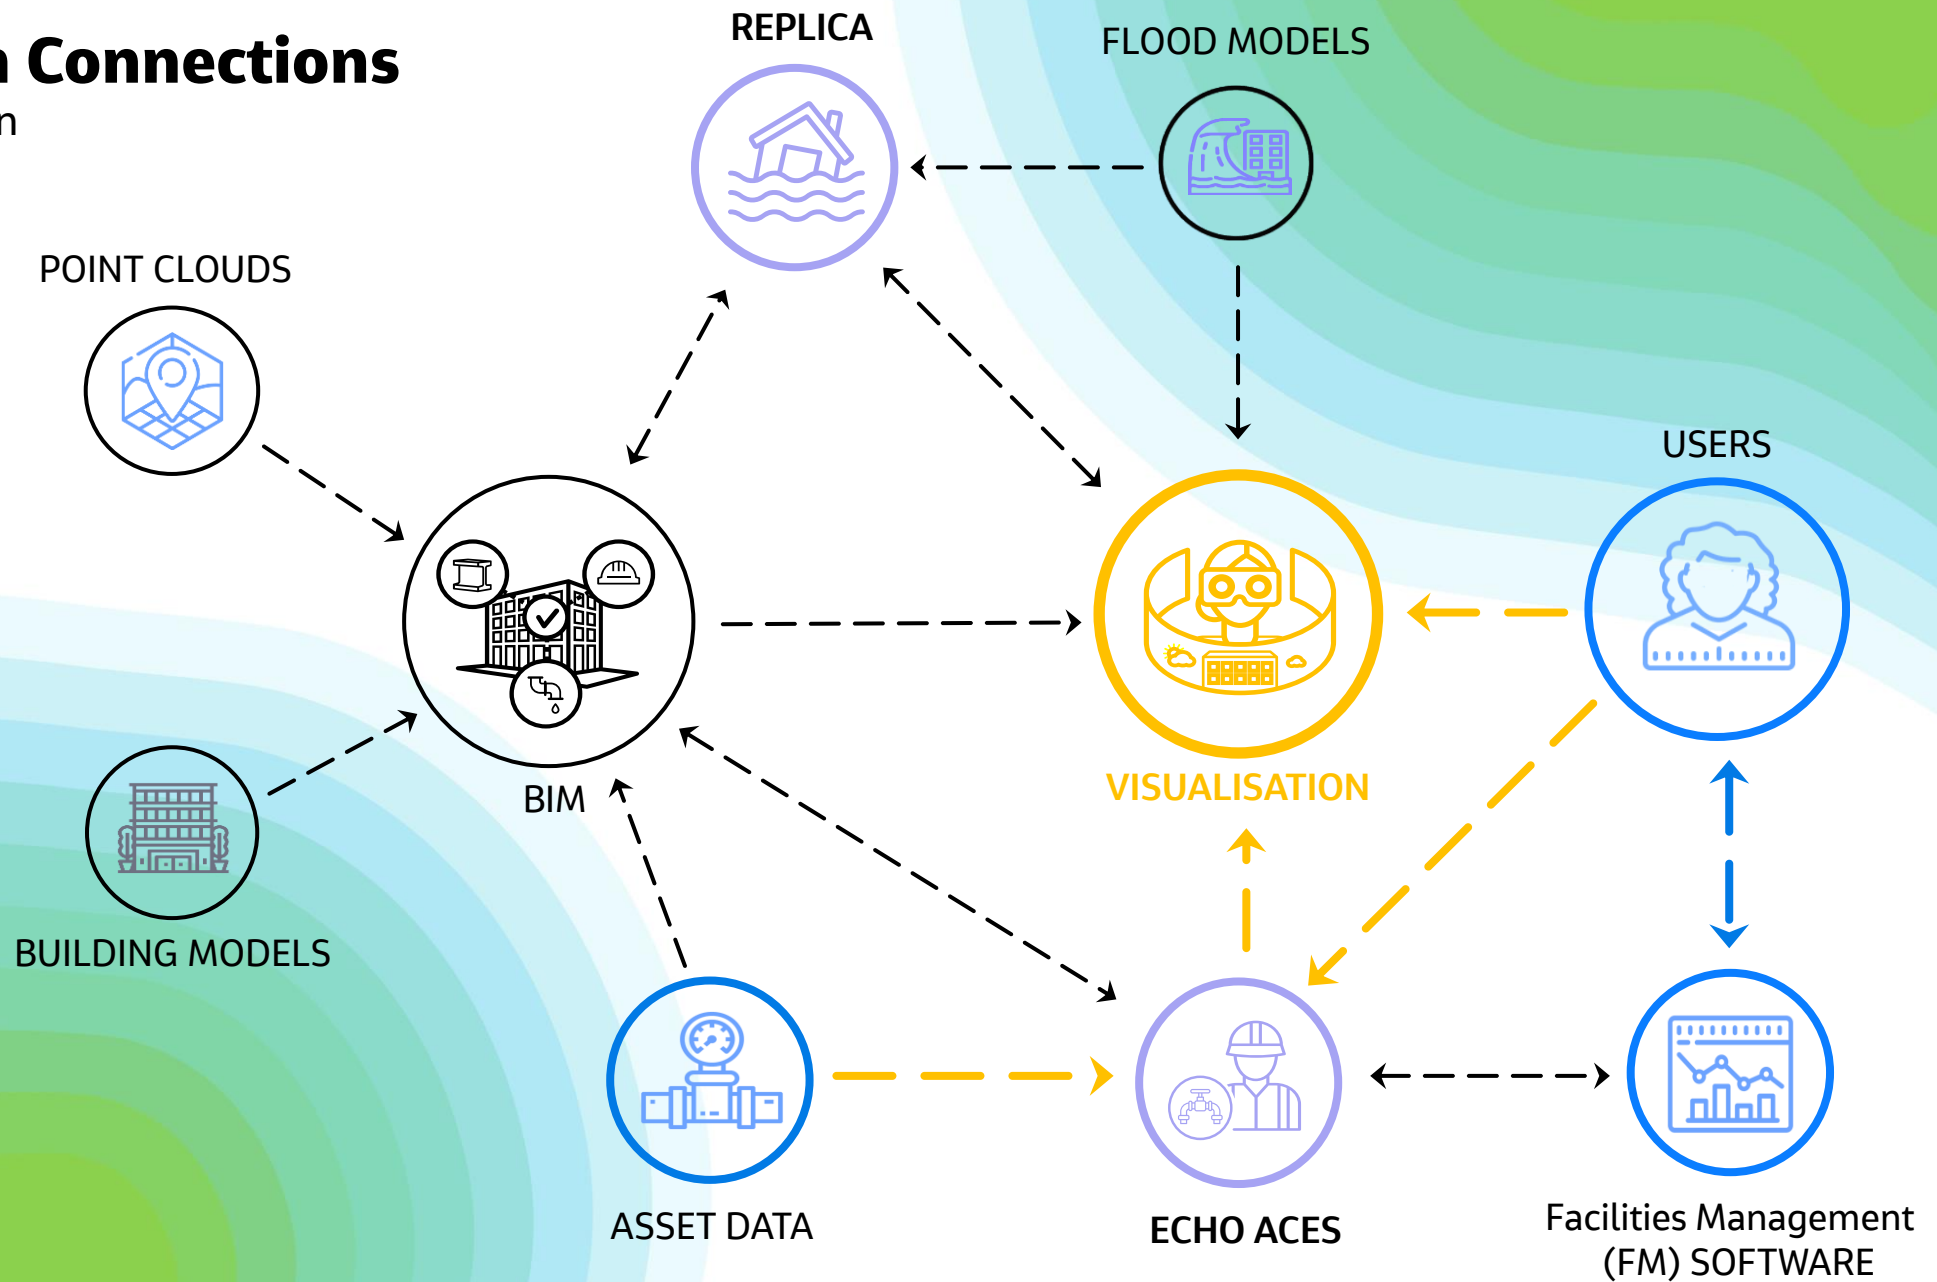 Connections
REPLICA
FLOOD MODELS
POINT CLOUDS
USERS
BIM
VISUALISATION
BUILDING MODELS
ASSET DATA
ECHO ACES
Facilities Management
(FM) SOFTWARE